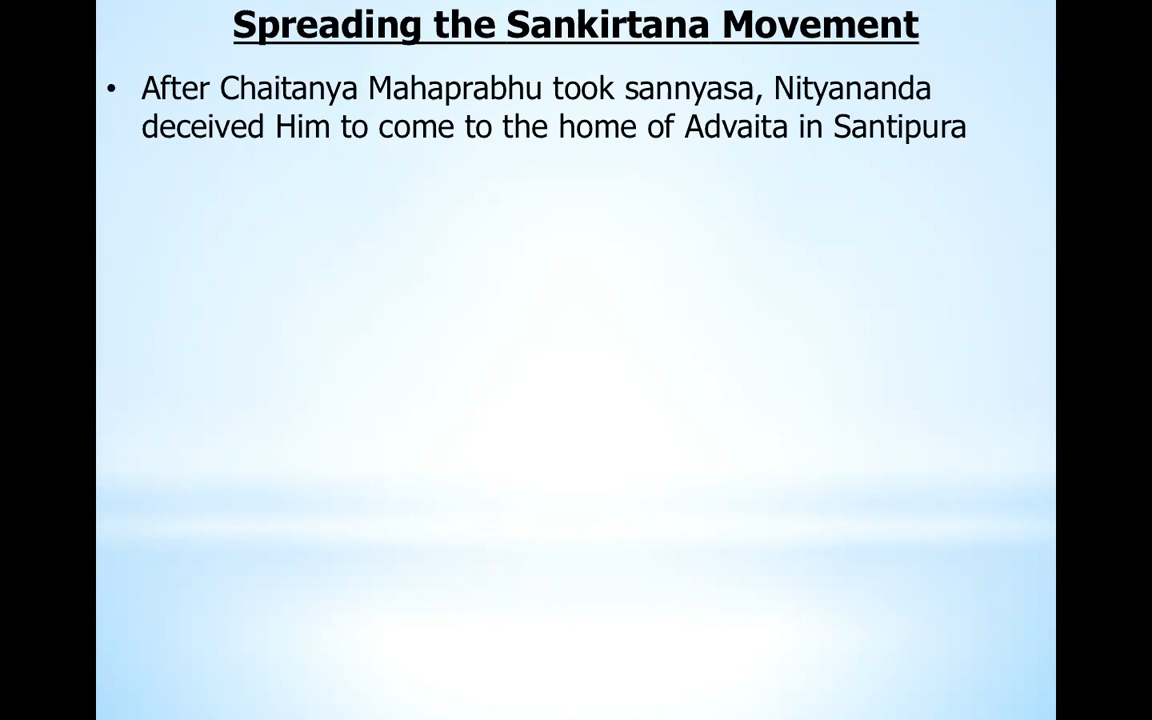 Spreading the Sankirtana Movement
• After Chaitanya Mahaprabhu took sannyasa, Nityananda
deceived Him to come to the home of Advaita in Santipura